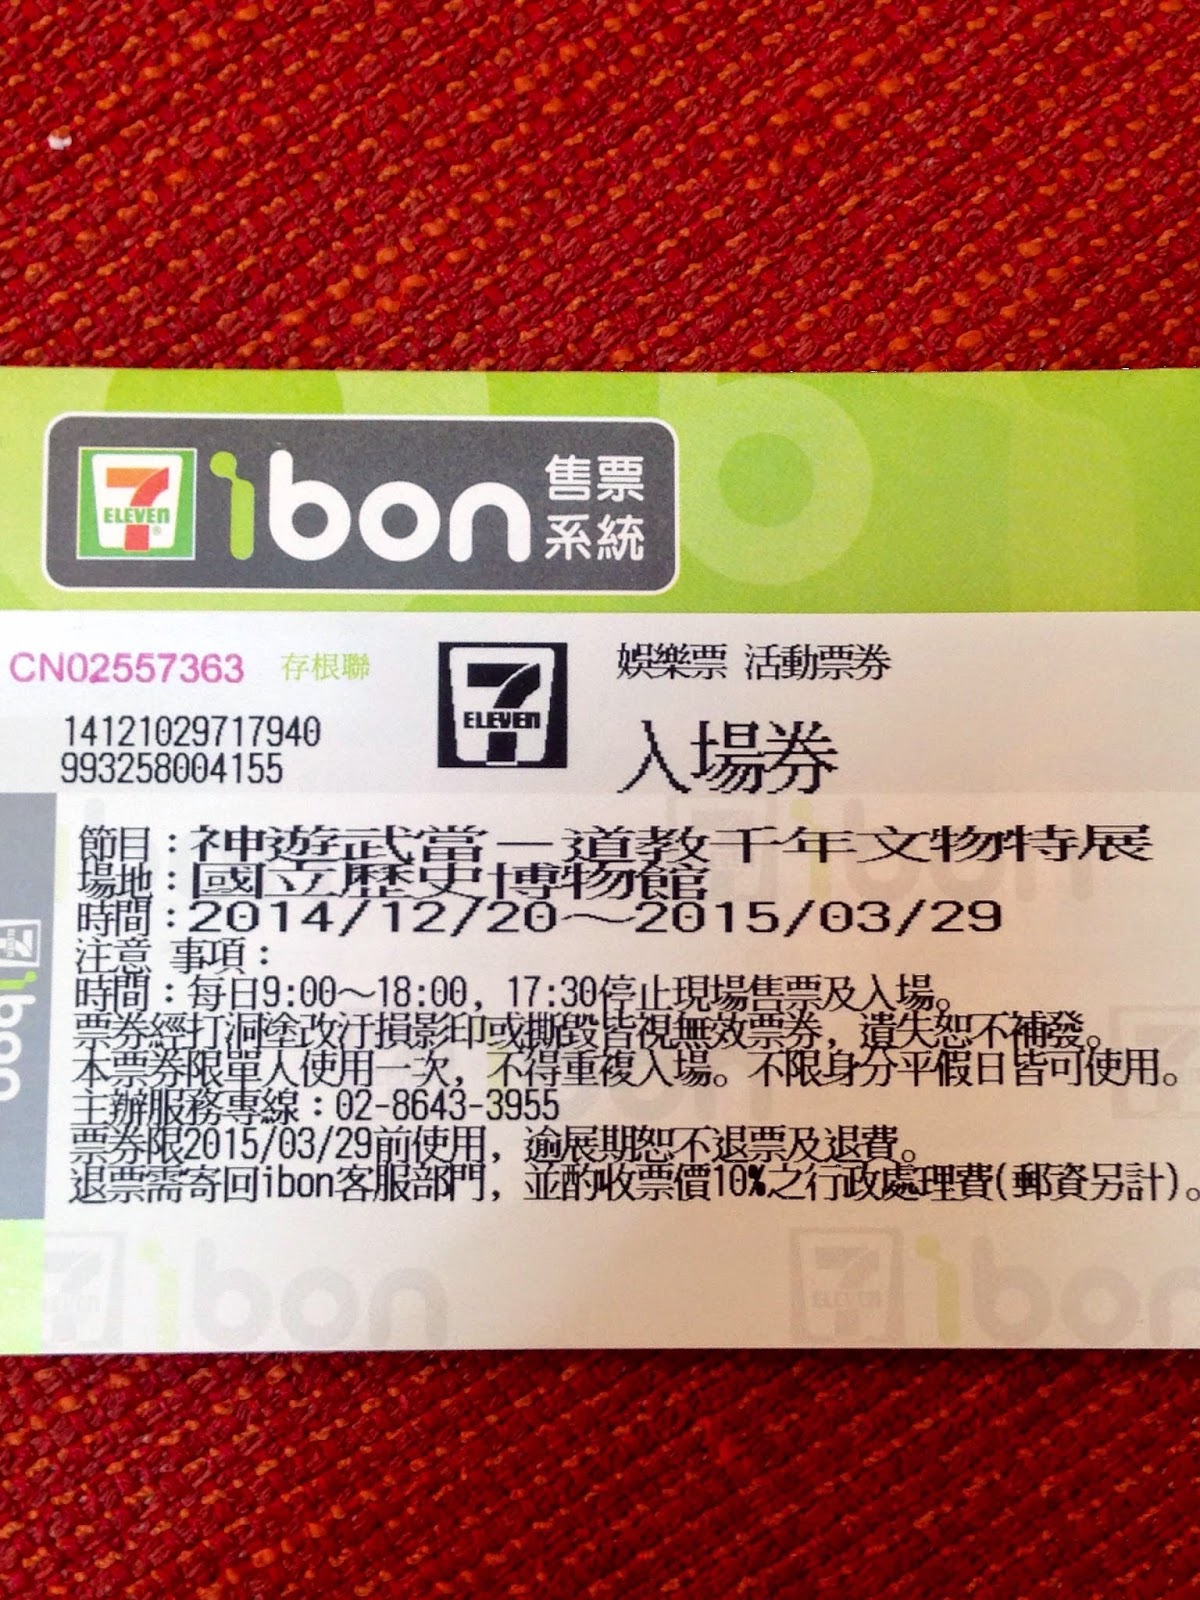 7 ELEVEN ® ibon 售票系統
CN02557363 存根聯
14121029717940
993258004155
7 ELEVEN
娛樂票 活動票券
入場券
節目：神遊武當－道教千年文物特展
場地：國立歷史博物館
時間：2014/12/20～2015/03/29
注意 事項：
時間：每日9:00～18:00, 17:30停止現場售票及入場。
票券經打洞塗改汙損影印或撕毀皆視無效票券，遺失恕不補發。
本票券限單人使用一次，不得重複入場。不限身分平假日皆可使用。
主辦服務專線：02-8643-3955
票券限2015/03/29前使用，逾展期恕不退票及退費。
退票需寄回ibon客服部門，並酌收票價10%之行政處理費(郵資另計)。
7 ELEVEN ibon
ibon
ibon
ibon